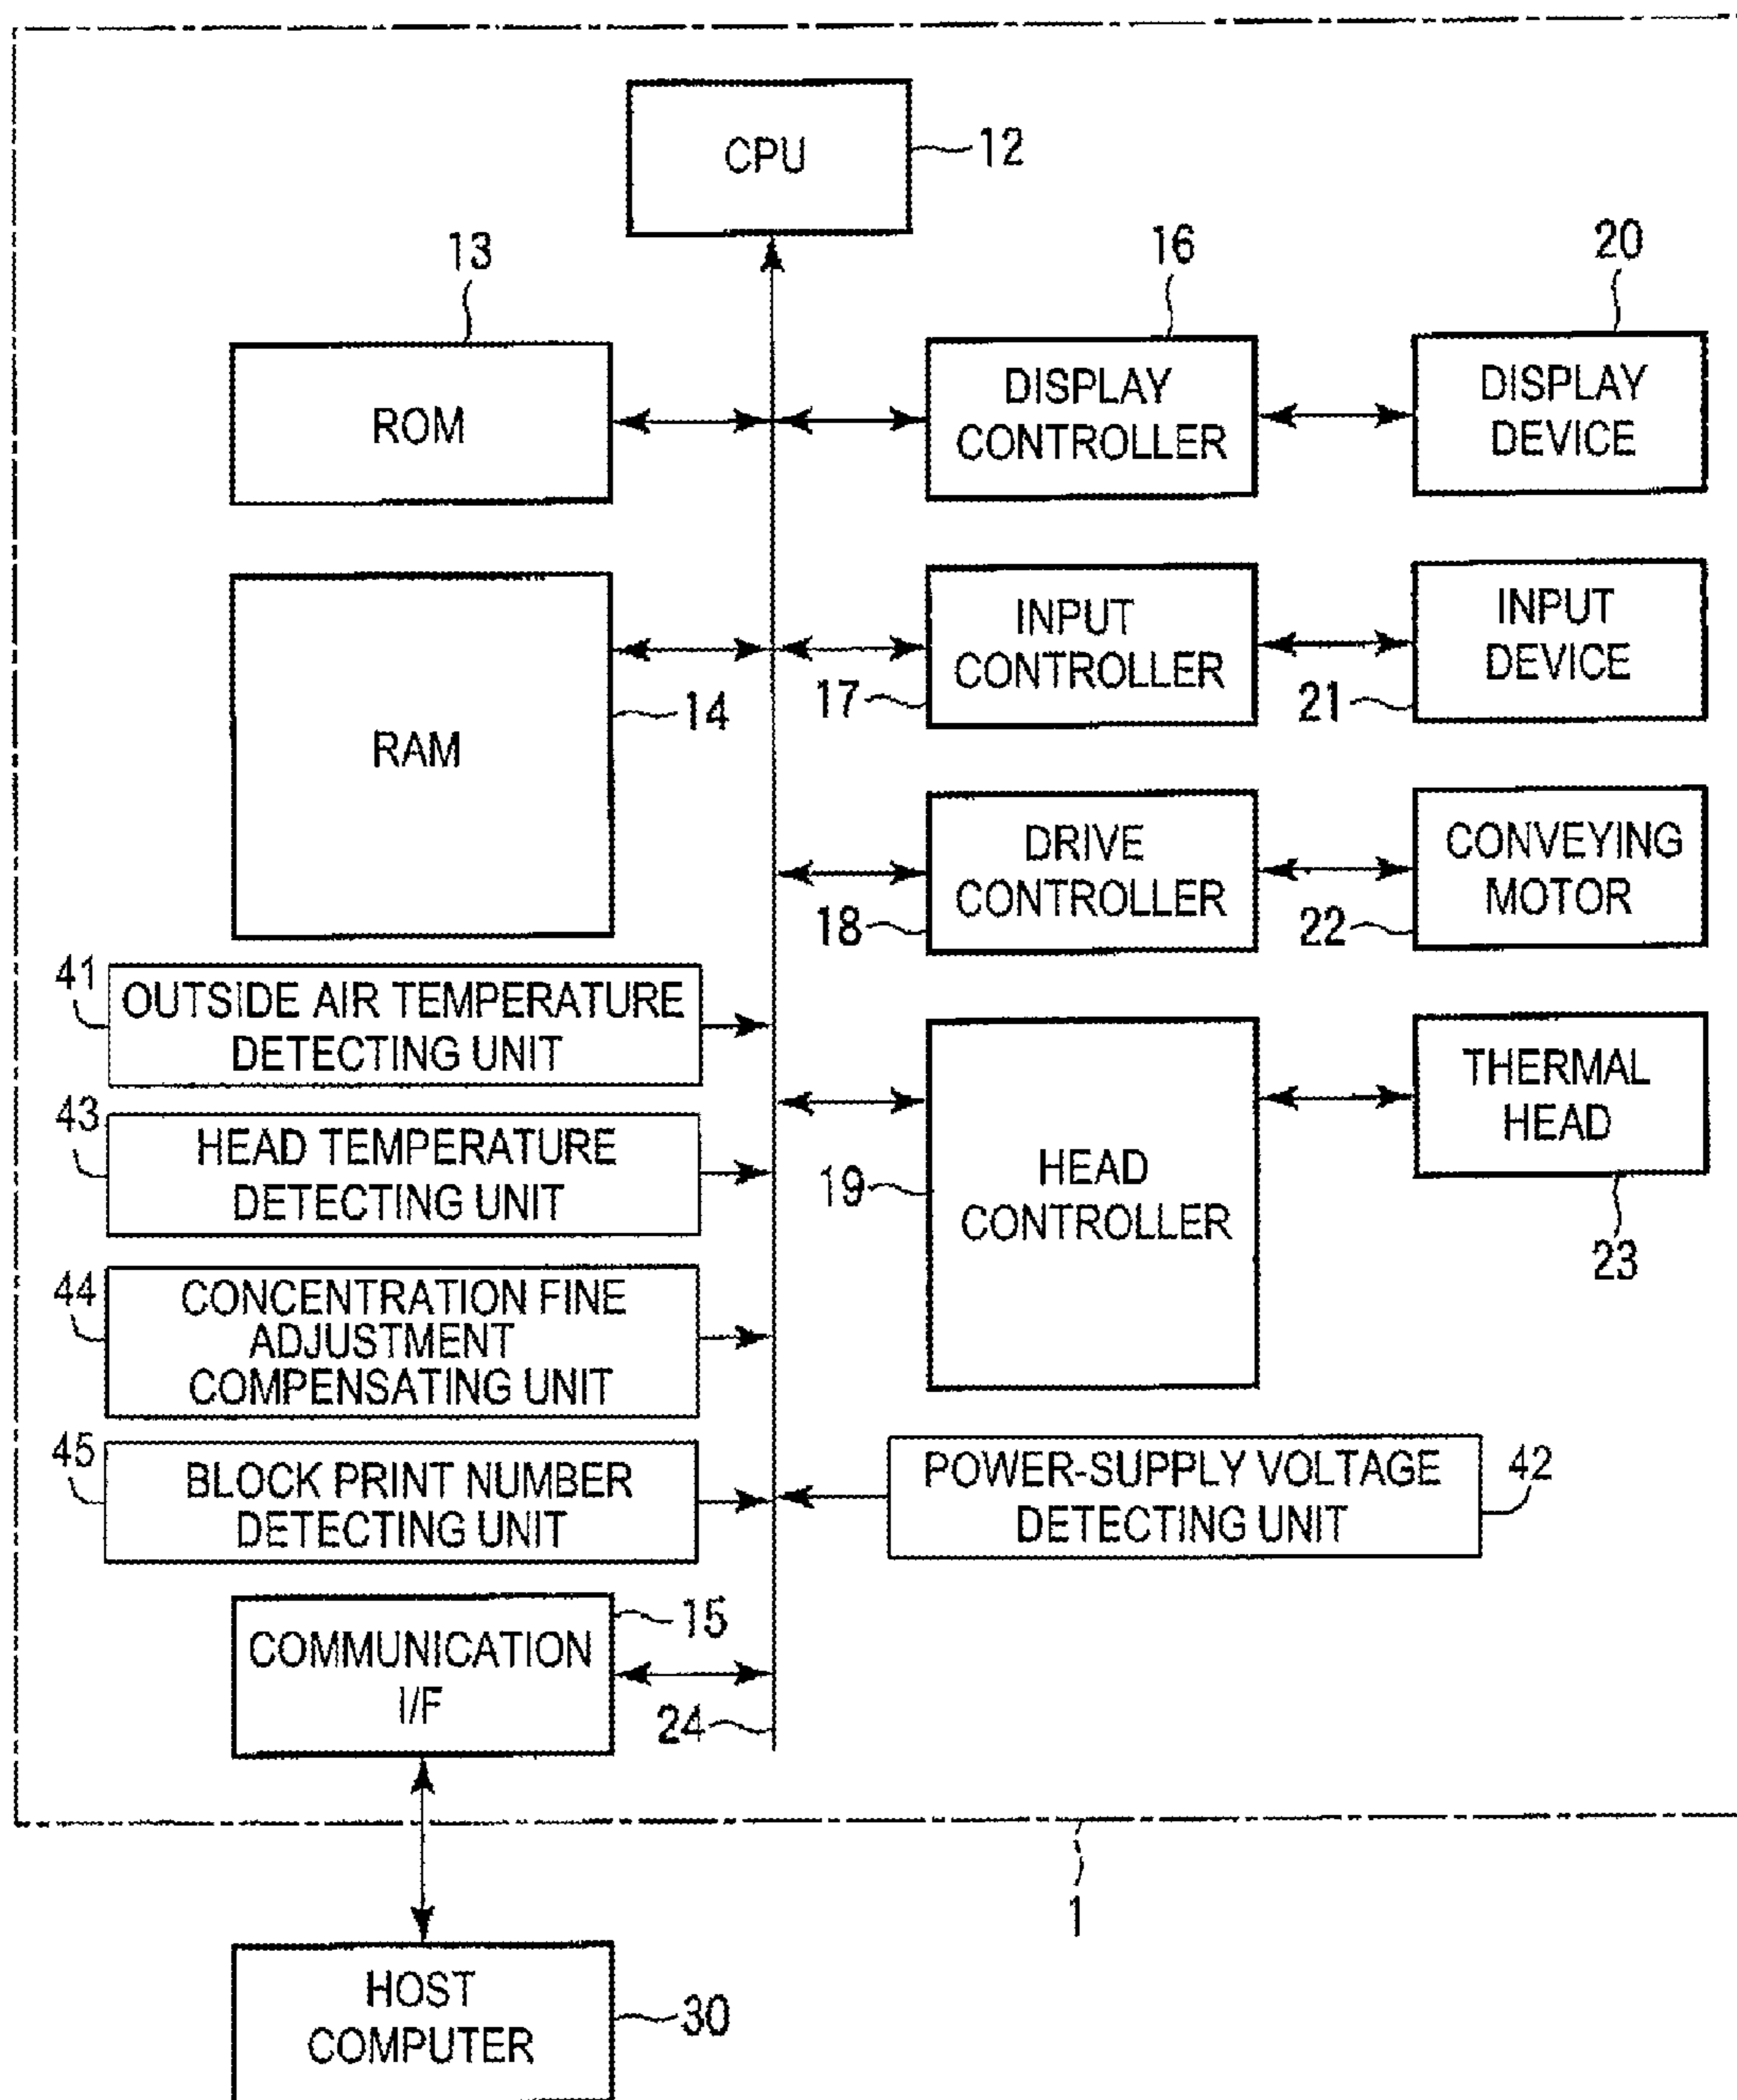 CPU
12
13
16
20
ROM
DISPLAY
CONTROLLER
DISPLAY
DEVICE
RAM
14
INPUT
CONTROLLER
17
INPUT
DEVICE
21
DRIVE
CONTROLLER
18
CONVEYING
MOTOR
22
41
OUTSIDE AIR TEMPERATURE
DETECTING UNIT
43
HEAD TEMPERATURE
DETECTING UNIT
19
HEAD
CONTROLLER
THERMAL
HEAD
23
44
CONCENTRATION FINE
ADJUSTMENT
COMPENSATING UNIT
45
BLOCK PRINT NUMBER
DETECTING UNIT
POWER-SUPPLY VOLTAGE
DETECTING UNIT
42
15
COMMUNICATION
I/F
24
1
HOST
COMPUTER
30